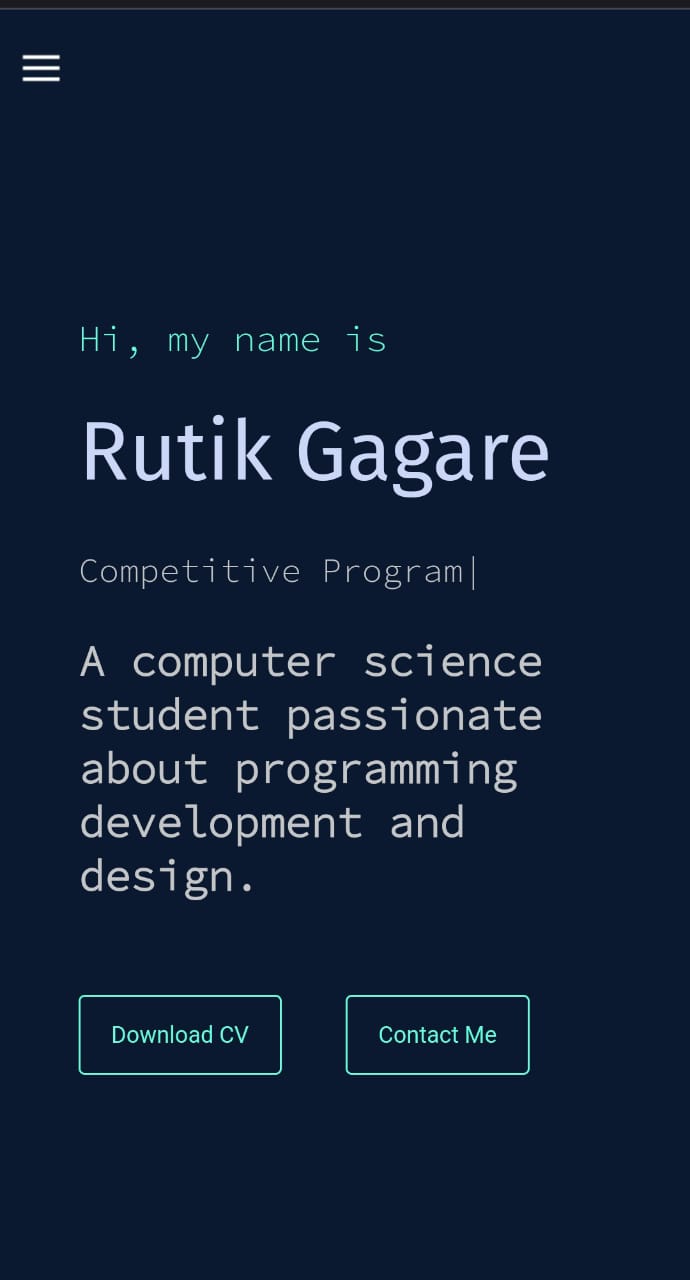 Hi, my name is
Rutik Gagare
Competitive Program|
A computer science
student passionate
about programming
development and
design.
Download CV
Contact Me